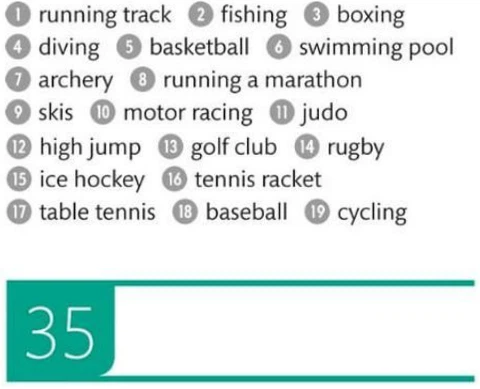 1 running track 2 fishing 3 boxing
4 diving 5 basketball 6 swimming pool
7 archery 8 running a marathon
9 skis 10 motor racing 11 judo
12 high jump 13 golf club 14 rugby
15 ice hockey 16 tennis racket
17 table tennis 18 baseball 19 cycling
35